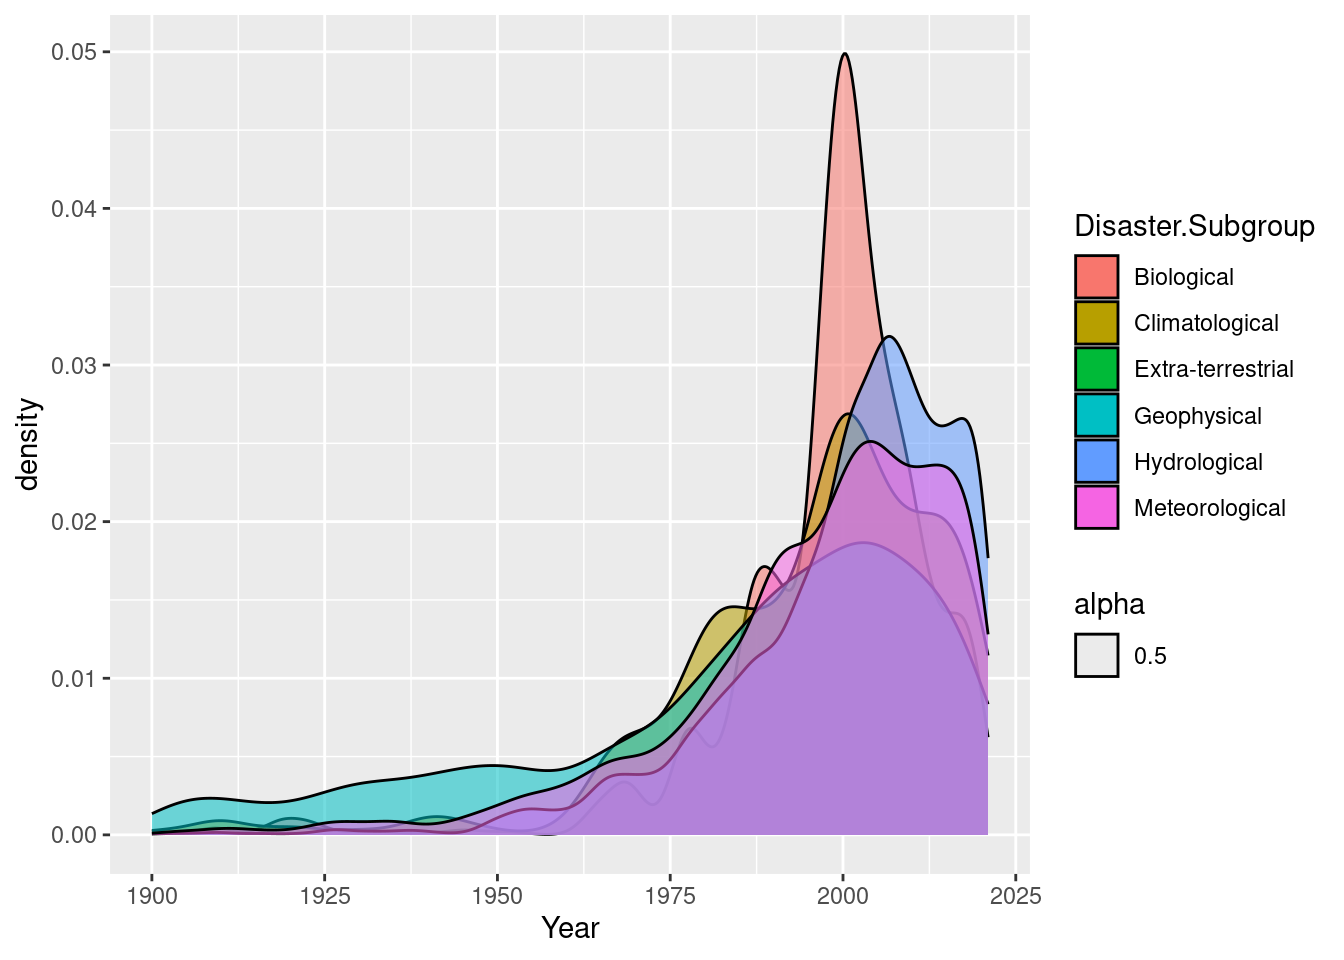 0.05
0.04
0.03
0.02
0.01
0.00
density
1900 1925 1950 1975 2000 2025
Year
Disaster.Subgroup
Biological
Climatological
Extra-terrestrial
Geophysical
Hydrological
Meteorological
alpha
0.5